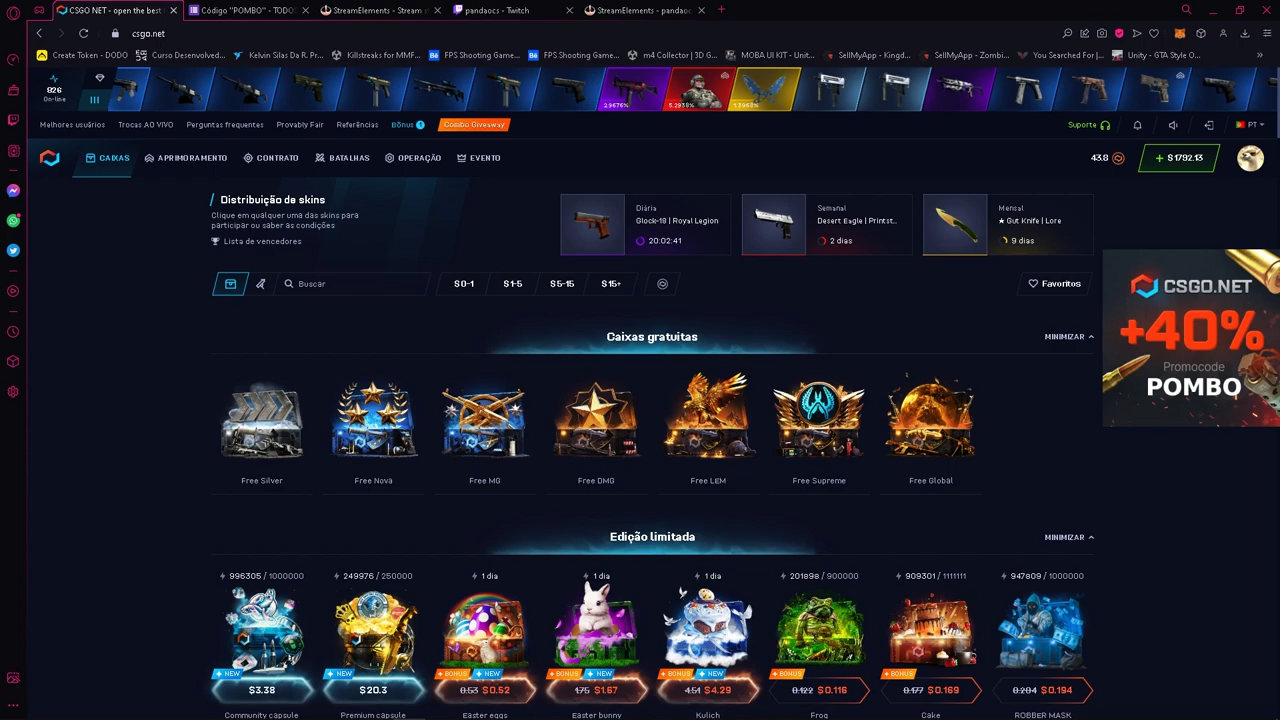 CSGO.NET - open the best
Código "POMBO" - TODOS
StreamElements - Stream
pandaocs - Twitch
StreamElements - pandaoc
csgo.net
Create Token - DODO
Curso Desenvolved...
Kelvin Silas Da R. Pr...
Killstreaks for MMF...
FPS Shooting Game...
FPS Shooting Game...
m4 Collector | 3D G...
MOBA UI KIT - Unit...
SellMyApp - Kingd...
SellMyApp - Zombi...
You Searched For |...
Unity - GTA Style O...
826
On-line
2.9676%
5.2938%
Melhores usuários
Trocas AO VIVO
Perguntas frequentes
Provably Fair
Referências
Bônus
Combo Giveaway
Suporte
PT
CAIXAS
APRIMORAMENTO
CONTRATO
BATALHAS
OPERAÇÃO
EVENTO
43.8
+ $ 1792.13
Distribuição de skins
Clique em qualquer uma das skins para
participar ou saber as condições
Lista de vencedores
Diária
Glock-18 | Royal Legion
20:02:41
Semanal
Desert Eagle | Printst...
2 dias
Mensal
★ Gut Knife | Lore
9 dias
Buscar
$ 0-1
$ 1-5
$ 5-15
$ 15+
Favoritos
CSGO.NET
+40%
Promocode
POMBO
Caixas gratuitas
MINIMIZAR
Free Silver
Free Nova
Free MG
Free DMG
Free LEM
Free Supreme
Free Global
Edição limitada
MINIMIZAR
996305 / 1000000
249976 / 250000
1 dia
1 dia
1 dia
201898 / 900000
909301 / 1111111
947809 / 1000000
NEW
NEW
BONUS
NEW
BONUS
NEW
BONUS
NEW
BONUS
BONUS
$3.38
$20.3
0.53 $0.52
1.75 $1.67
4.51 $4.29
0.122 $0.116
0.177 $0.169
0.204 $0.194
Community capsule
Premium capsule
Easter eggs
Easter bunny
Kulich
Frog
Cake
ROBBER MASK